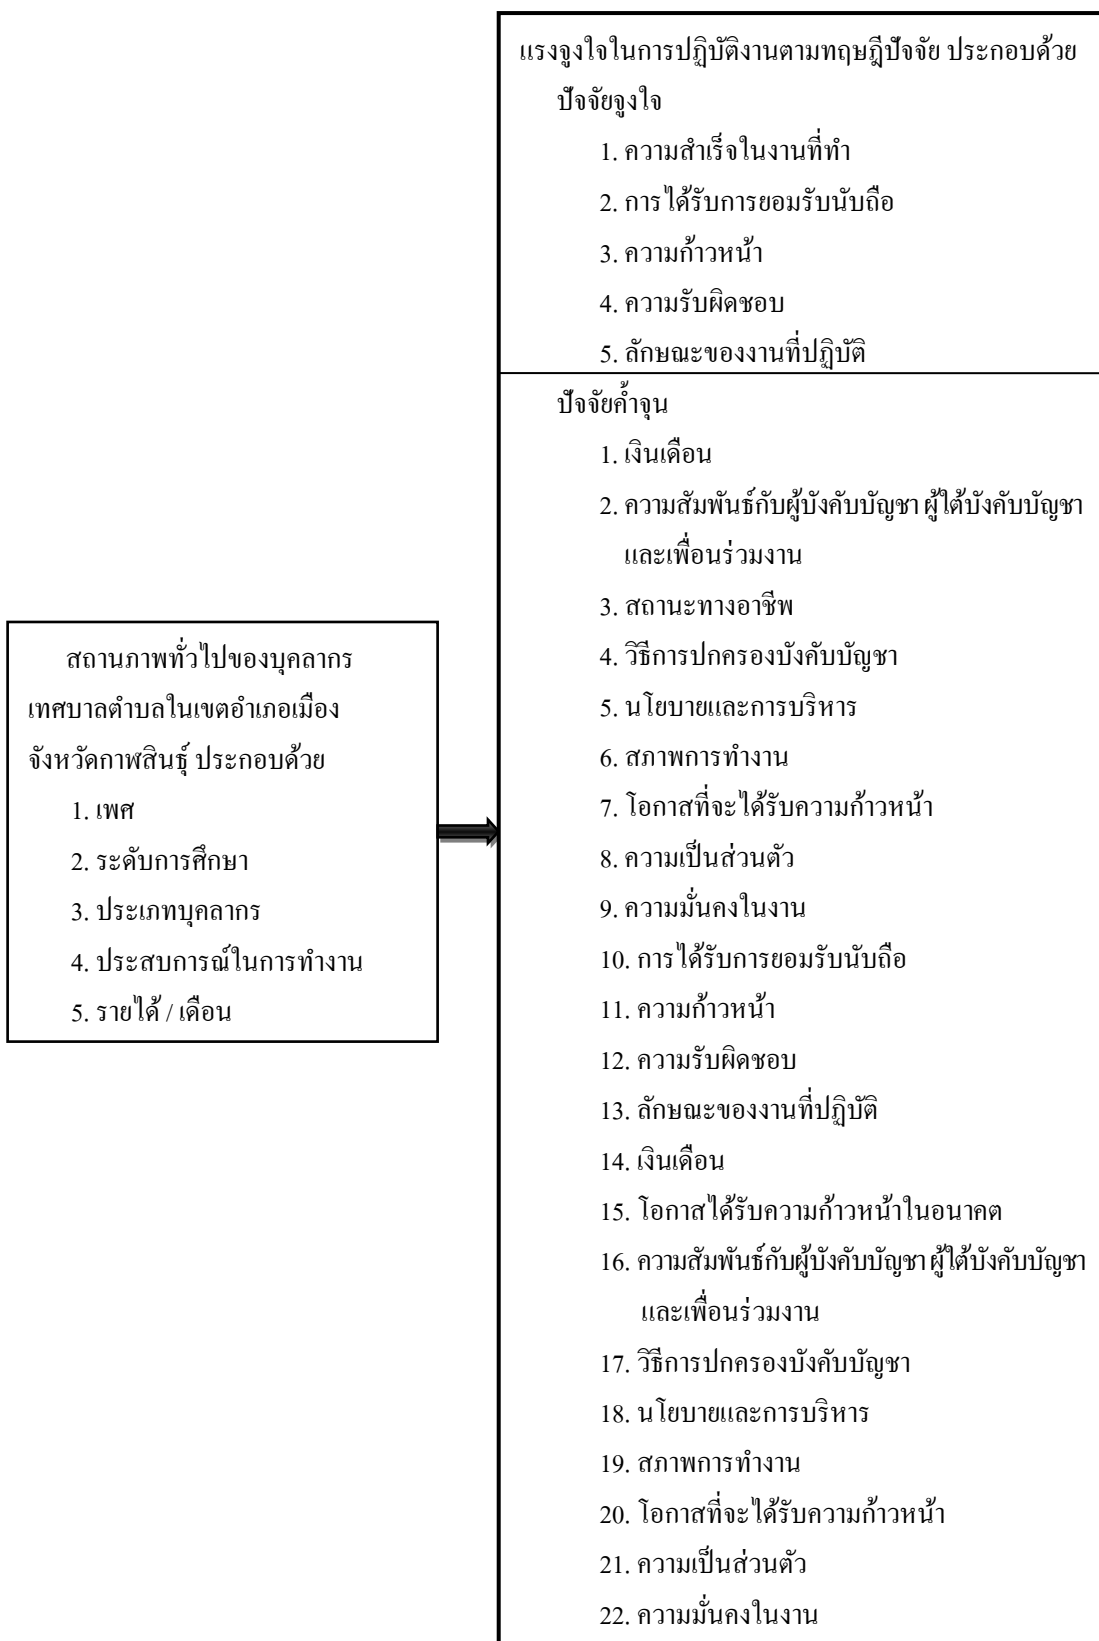 สถานภาพทั่วไปของบุคลากร
เทศบาลตำบลในเขตอำเภอเมือง
จังหวัดกาฬสินธุ์ ประกอบด้วย
1. เพศ
2. ระดับการศึกษา
3. ประเภทบุคลากร
4. ประสบการณ์ในการทำงาน
5. รายได้ / เดือน
แรงจูงใจในการปฏิบัติงานตามทฤษฎีปัจจัย ประกอบด้วย
ปัจจัยจูงใจ
1. ความสำเร็จในงานที่ทำ
2. การได้รับการยอมรับนับถือ
3. ความก้าวหน้า
4. ความรับผิดชอบ
5. ลักษณะของงานที่ปฏิบัติ
ปัจจัยค้ำจุน
1. เงินเดือน
2. ความสัมพันธ์กับผู้บังคับบัญชา ผู้ใต้บังคับบัญชา
และเพื่อนร่วมงาน
3. สถานะทางอาชีพ
4. วิธีการปกครองบังคับบัญชา
5. นโยบายและการบริหาร
6. สภาพการทำงาน
7. โอกาสที่จะได้รับความก้าวหน้า
8. ความเป็นส่วนตัว
9. ความมั่นคงในงาน
10. การได้รับการยอมรับนับถือ
11. ความก้าวหน้า
12. ความรับผิดชอบ
13. ลักษณะของงานที่ปฏิบัติ
14. เงินเดือน
15. โอกาสได้รับความก้าวหน้าในอนาคต
16. ความสัมพันธ์กับผู้บังคับบัญชา ผู้ใต้บังคับบัญชา
และเพื่อนร่วมงาน
17. วิธีการปกครองบังคับบัญชา
18. นโยบายและการบริหาร
19. สภาพการทำงาน
20. โอกาสที่จะได้รับความก้าวหน้า
21. ความเป็นส่วนตัว
22. ความมั่นคงในงาน